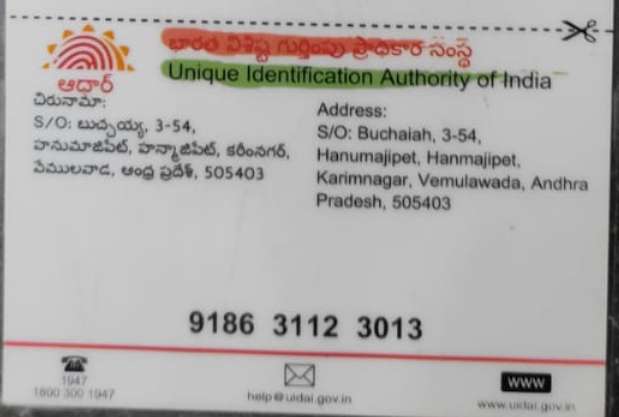 భారత విశిష్ట గుర్తింపు ప్రాధికార సంస్థ
Unique Identification Authority of India
ఆధార్
చిరునామా:
S/O: బుచ్చయ్య, 3-54,
హనుమాజిపేట్, హన్మాజిపేట్, కరీంనగర్,
వేములవాడ, ఆంధ్ర ప్రదేశ్, 505403
Address:
S/O: Buchaiah, 3-54,
Hanumajipet, Hanmajipet,
Karimnagar, Vemulawada, Andhra
Pradesh, 505403
9186 3112 3013
1947
1800 300 1947
help@uidai.gov.in
WWW
www.uidai.gov.in